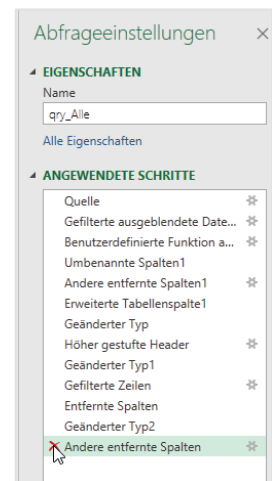 Abfrageeinstellungen
EIGENSCHAFTEN
Name
qry_Alle
Alle Eigenschaften
ANGEWENDETE SCHRITTE
Quelle
Gefilterte ausgeblendete Date...
Benutzerdefinierte Funktion a...
Umbenannte Spalten1
Andere entfernte Spalten1
Erweiterte Tabellenspalte1
Geänderter Typ
Höher gestufte Header
Geänderter Typ1
Gefilterte Zeilen
Entfernte Spalten
Geänderter Typ2
Andere entfernte Spalten